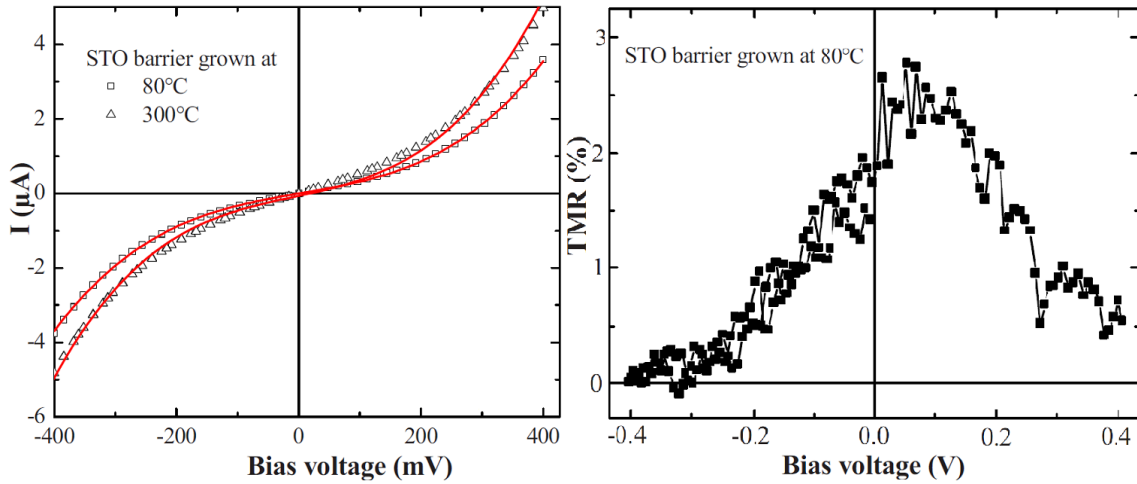 STO barrier grown at
80°C
300°C
4
2
0
-2
-4
-6
I (µA)
-400
-200
0
200
400
Bias voltage (mV)
STO barrier grown at 80°C
3
2
1
0
TMR (%)
-0.4
-0.2
0.0
0.2
0.4
Bias voltage (V)